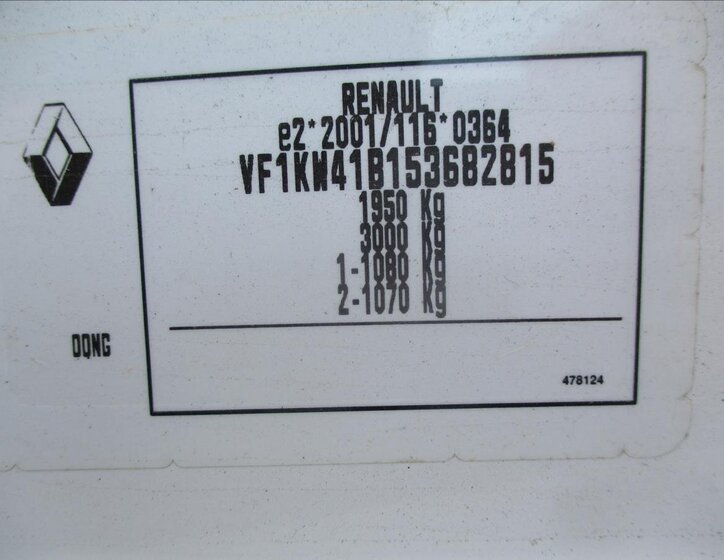 RENAULT
e2*2001/116*0364
VF1KW41B153682815
1950 Kg
3000 Kg
1-1080 Kg
2-1070 Kg
DQNG
478124